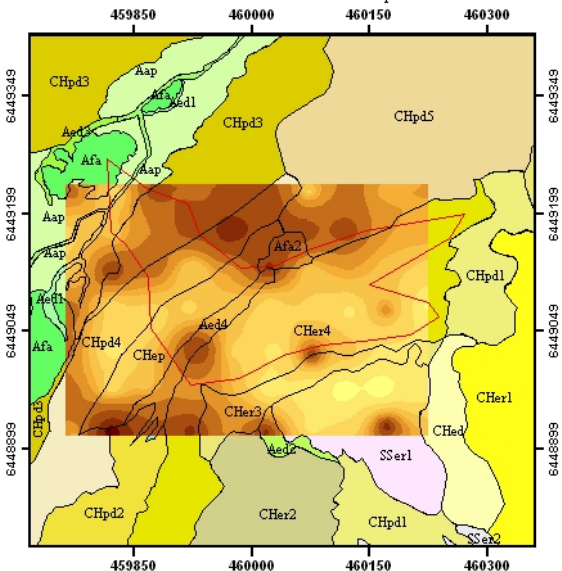 459850 460000 460150 460300
6449349 6449349
CHpd3
Aap
Afa
Aed1
CHpd3
CHpd5
Aed3
Afa
Aap
6449199 6449199
Aap
Aap
Afa2
CHpd1
Aed1
6449049 6449049
Aed4
CHer4
Afa
CHpd4
CHep
CHer1
CHpd3
CHer3
CHed
6448899 6448899
Aed2
SSer1
CHpd2
CHer2
CHpd1
SSer2
459850 460000 460150 460300